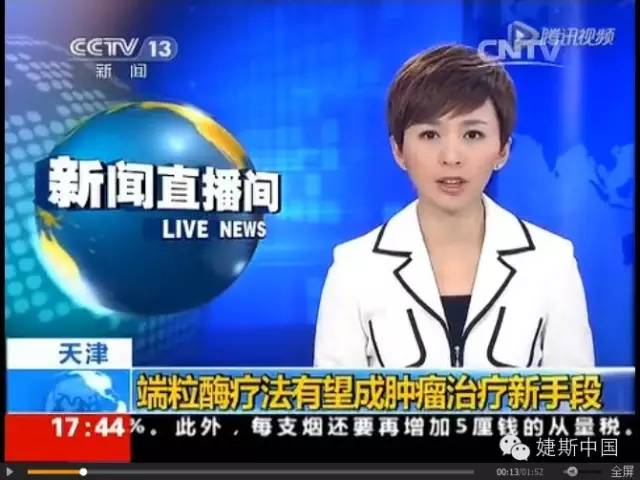 CCTV 13
新闻
腾讯视频
CNTV
新闻直播间
LIVE NEWS
天津
端粒酶疗法有望成肿瘤治疗新手段
17:44 %。此外，每支烟还要再增加5厘钱的从量税。
婕斯中国
00:13/01:52
全屏